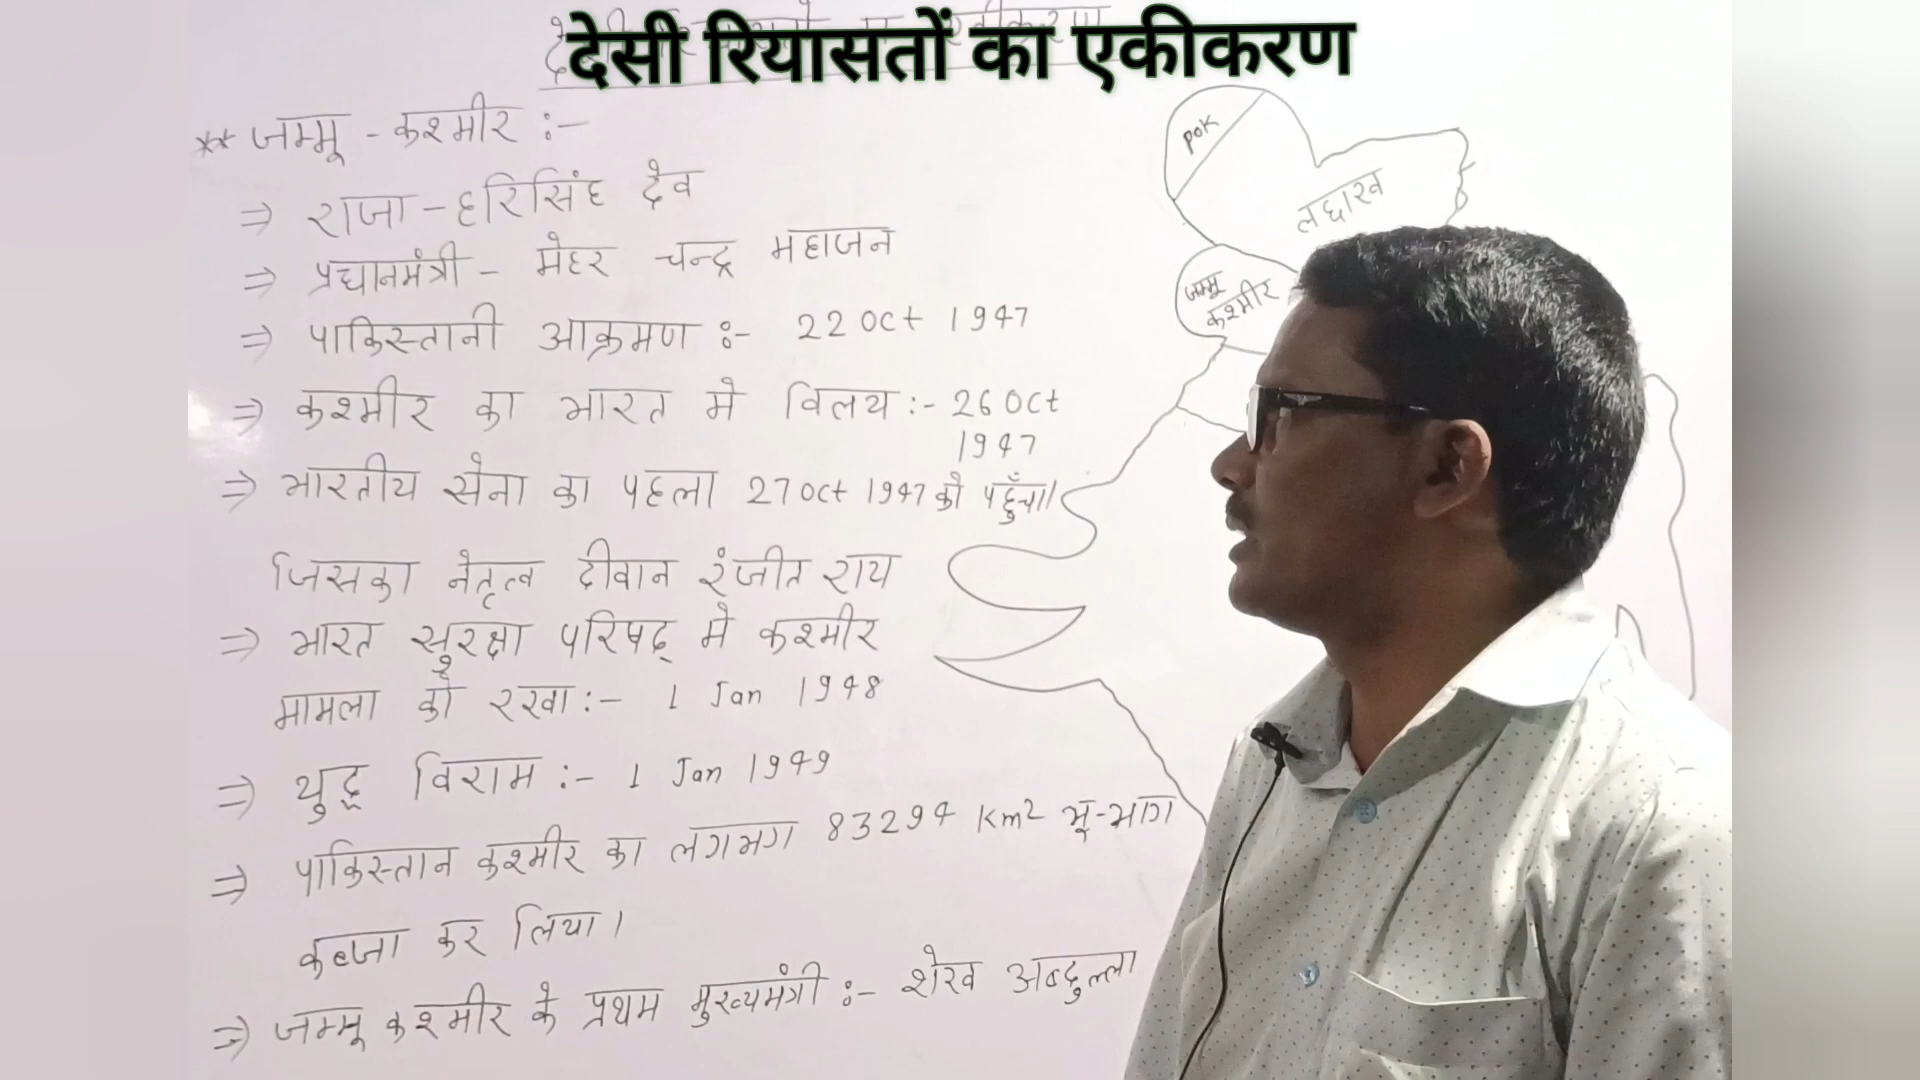 देसी रियासतों का एकीकरण
** जम्मू - कश्मीर :-
⇒ राजा - हरिसिंह देव
⇒ प्रधानमंत्री - मेहर चन्द्र महाजन
⇒ पाकिस्तानी आक्रमण :- 22 Oct 1947
⇒ कश्मीर का भारत मे विलय :- 26 Oct
1947
⇒ भारतीय सेना का पहला 27 Oct 1947 को पहुँचा।
जिसका नेतृत्व दीवान रंजीत राय
⇒ भारत सुरक्षा परिषद् मे कश्मीर
मामला को रखा :- 1 Jan 1948
⇒ युद्ध विराम :- 1 Jan 1949
⇒ पाकिस्तान कश्मीर का लगभग 83294 Km2 भू-भाग
कब्जा कर लिया।
⇒ जम्मू कश्मीर के प्रथम मुख्यमंत्री :- शेख अब्दुल्ला
POK
लद्दाख
जम्मू
कश्मीर